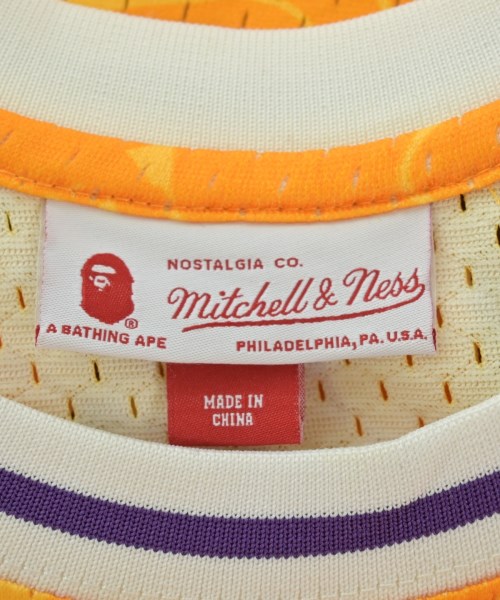 NOSTALGIA CO.
Mitchell & Ness
®
A BATHING APE
PHILADELPHIA, PA. U.S.A.
MADE IN
CHINA